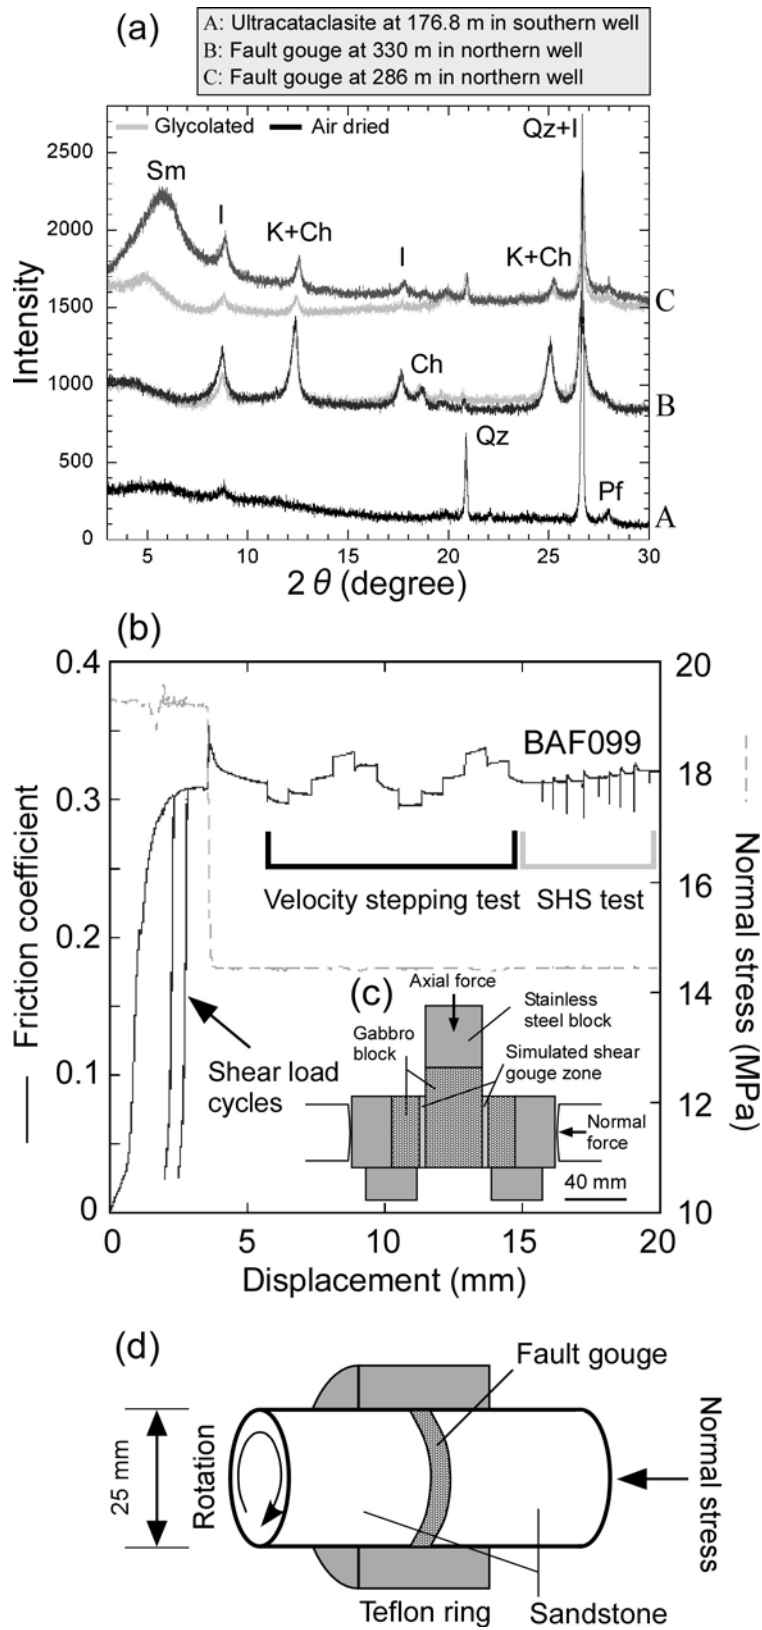 (a)
A: Ultracataclasite at 176.8 m in southern well
B: Fault gouge at 330 m in northern well
C: Fault gouge at 286 m in northern well
Glycolated
Air dried
Qz+I
Sm
I
K+Ch
I
K+Ch
C
Ch
B
Qz
Pf
A
Intensity
2500
2000
1500
1000
500
0
5
10
15
20
25
30
2 θ (degree)
(b)
0.4
0.3
0.2
0.1
0
Friction coefficient
20
18
16
14
12
10
Normal stress (MPa)
BAF099
Velocity stepping test
SHS test
Shear load
cycles
(c)
Axial force
Stainless
steel block
Gabbro
block
Simulated shear
gouge zone
Normal
force
40 mm
0
5
10
15
20
Displacement (mm)
(d)
Fault gouge
25 mm
Rotation
Normal stress
Teflon ring
Sandstone